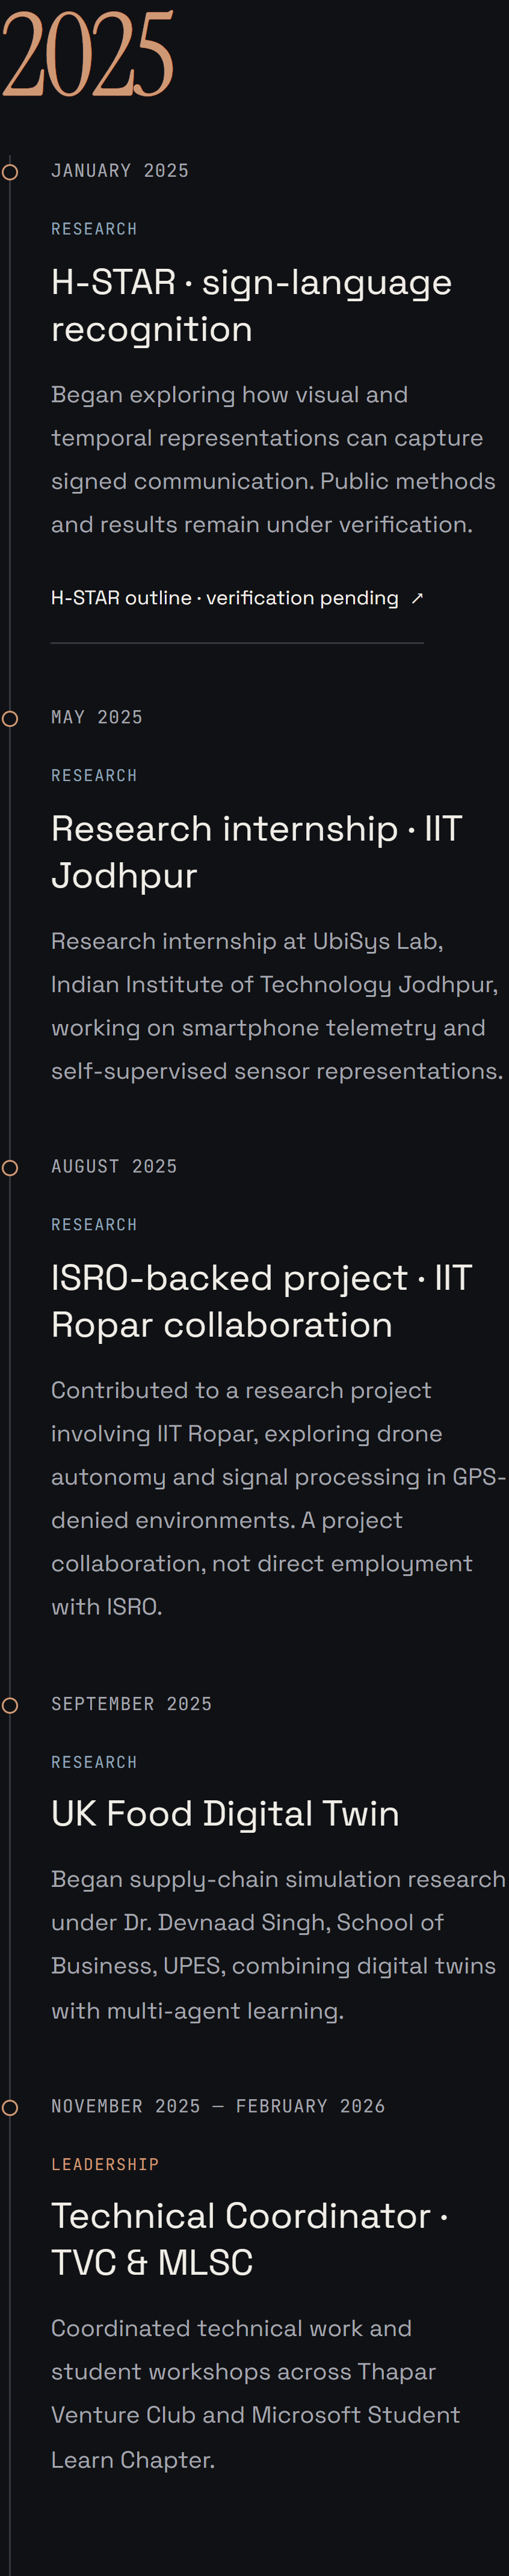 2025
JANUARY 2025
RESEARCH
H-STAR · sign-language
recognition
Began exploring how visual and
temporal representations can capture
signed communication. Public methods
and results remain under verification.
H-STAR outline · verification pending ↗
MAY 2025
RESEARCH
Research internship · IIT
Jodhpur
Research internship at UbiSys Lab,
Indian Institute of Technology Jodhpur,
working on smartphone telemetry and
self-supervised sensor representations.
AUGUST 2025
RESEARCH
ISRO-backed project · IIT
Ropar collaboration
Contributed to a research project
involving IIT Ropar, exploring drone
autonomy and signal processing in GPS-
denied environments. A project
collaboration, not direct employment
with ISRO.
SEPTEMBER 2025
RESEARCH
UK Food Digital Twin
Began supply-chain simulation research
under Dr. Devnaad Singh, School of
Business, UPES, combining digital twins
with multi-agent learning.
NOVEMBER 2025 — FEBRUARY 2026
LEADERSHIP
Technical Coordinator ·
TVC & MLSC
Coordinated technical work and
student workshops across Thapar
Venture Club and Microsoft Student
Learn Chapter.